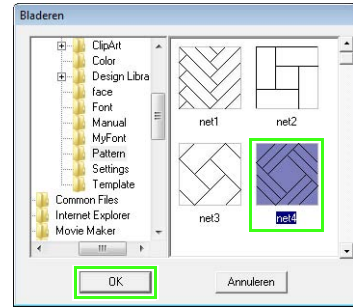 Bladeren
ClipArt
Color
Design Libra
face
Font
Manual
MyFont
Pattern
Settings
Template
Common Files
Internet Explorer
Movie Maker
net1
net2
net3
net4
OK
Annuleren